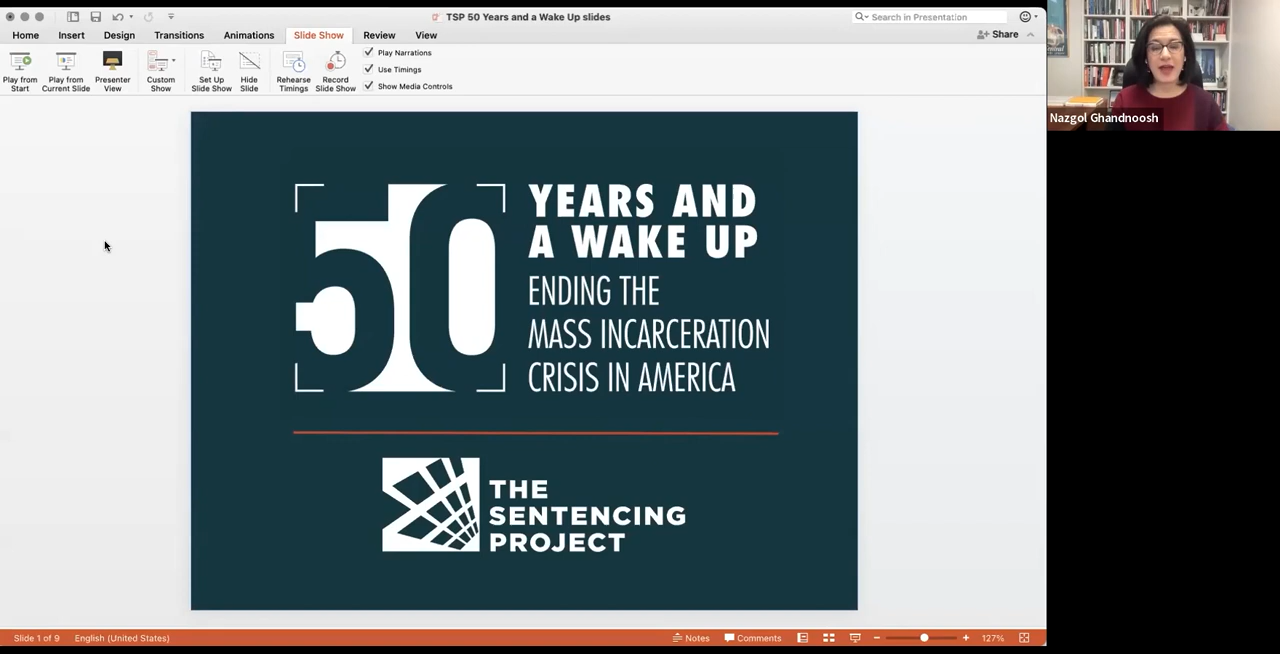 TSP 50 Years and a Wake Up slides
Search in Presentation
Home Insert Design Transitions Animations Slide Show Review View
Share
Play from Start
Play from Current Slide
Presenter View
Custom Show
Set Up Slide Show
Hide Slide
Rehearse Timings
Record Slide Show
Play Narrations
Use Timings
Show Media Controls
Nazgol Ghandnoosh
50
YEARS AND
A WAKE UP
ENDING THE
MASS INCARCERATION
CRISIS IN AMERICA
THE
SENTENCING
PROJECT
Slide 1 of 9 English (United States) Notes Comments 127%